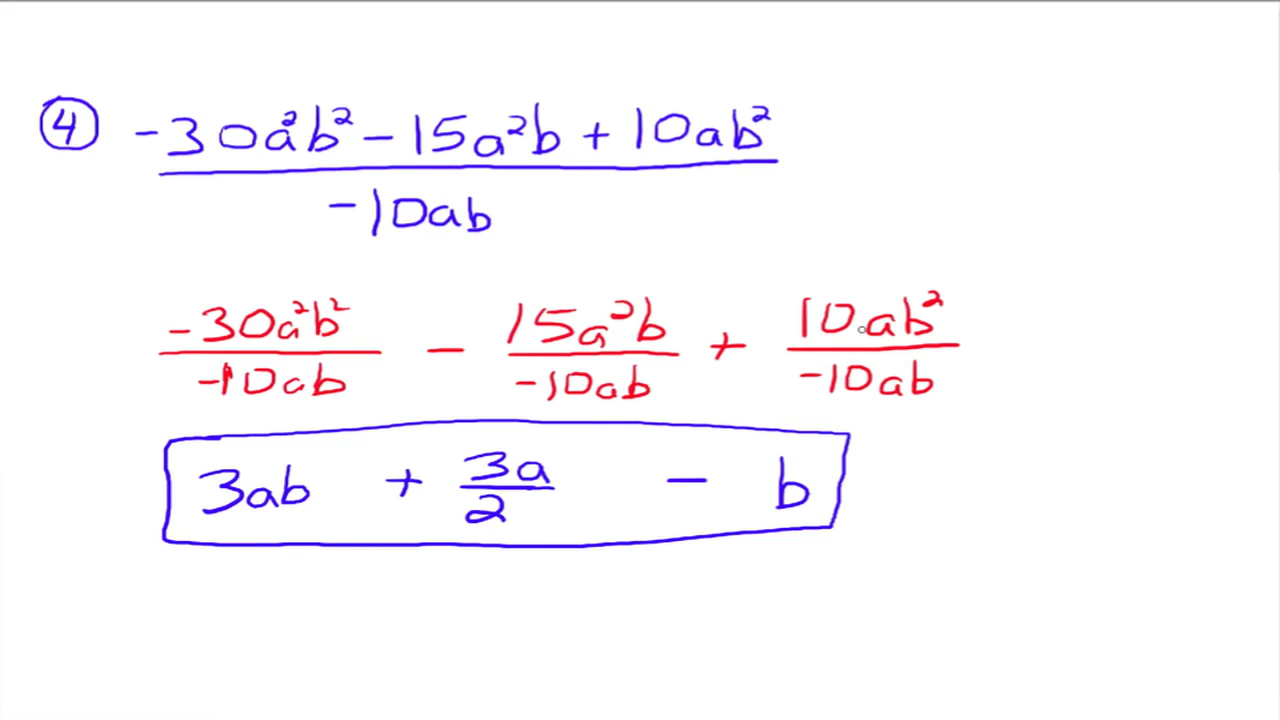 ④ -30a²b² - 15a²b + 10ab²
-10ab
-30a²b² / -10ab - 15a²b / -10ab + 10ab² / -10ab
3ab + 3a/2 - b